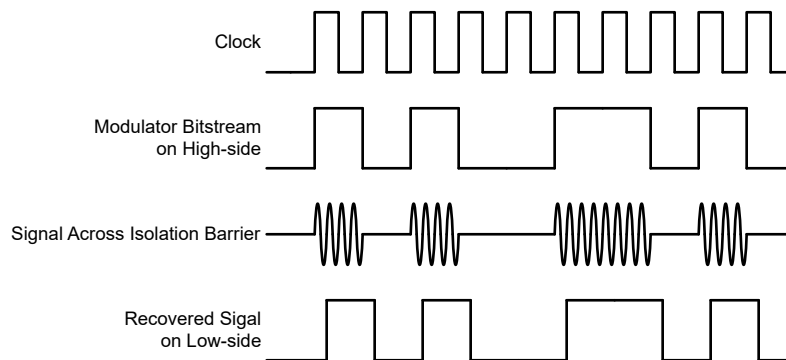 Clock
Modulator Bitstream
on High-side
Signal Across Isolation Barrier
Recovered Sigal
on Low-side